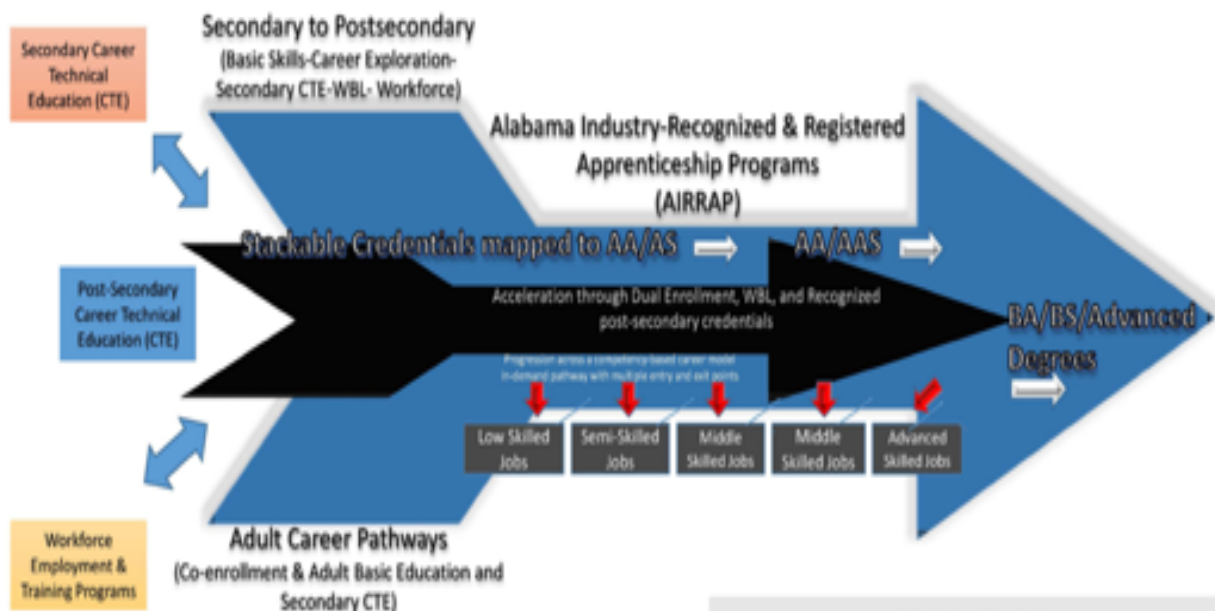 Secondary to Postsecondary
(Basic Skills-Career Exploration-
Secondary CTE-WBL- Workforce)
Secondary Career
Technical
Education (CTE)
Alabama Industry-Recognized & Registered
Apprenticeship Programs
(AIRRAP)
Stackable Credentials mapped to AA/AS
AA/AAS
Post-Secondary
Career Technical
Education (CTE)
Acceleration through Dual Enrollment, WBL, and Recognized
post-secondary credentials
BA/BS/Advanced
Degrees
Progression across a competency-based career model
In-demand pathway with multiple entry and exit points
Low Skilled
Jobs
Semi-Skilled
Jobs
Middle
Skilled Jobs
Middle
Skilled Jobs
Advanced
Skilled Jobs
Workforce
Employment &
Training Programs
Adult Career Pathways
(Co-enrollment & Adult Basic Education and
Secondary CTE)